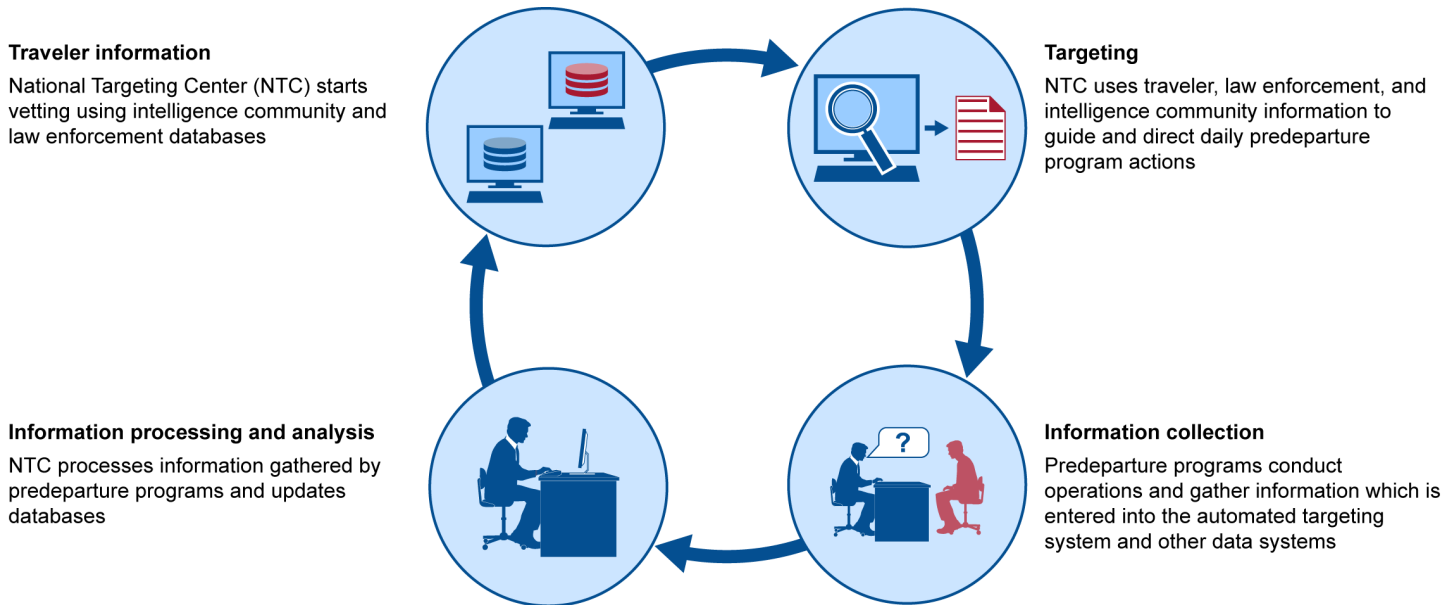 Traveler information
National Targeting Center (NTC) starts
vetting using intelligence community and
law enforcement databases
Targeting
NTC uses traveler, law enforcement, and
intelligence community information to
guide and direct daily predeparture
program actions
Information processing and analysis
NTC processes information gathered by
predeparture programs and updates
databases
?
Information collection
Predeparture programs conduct
operations and gather information which is
entered into the automated targeting
system and other data systems